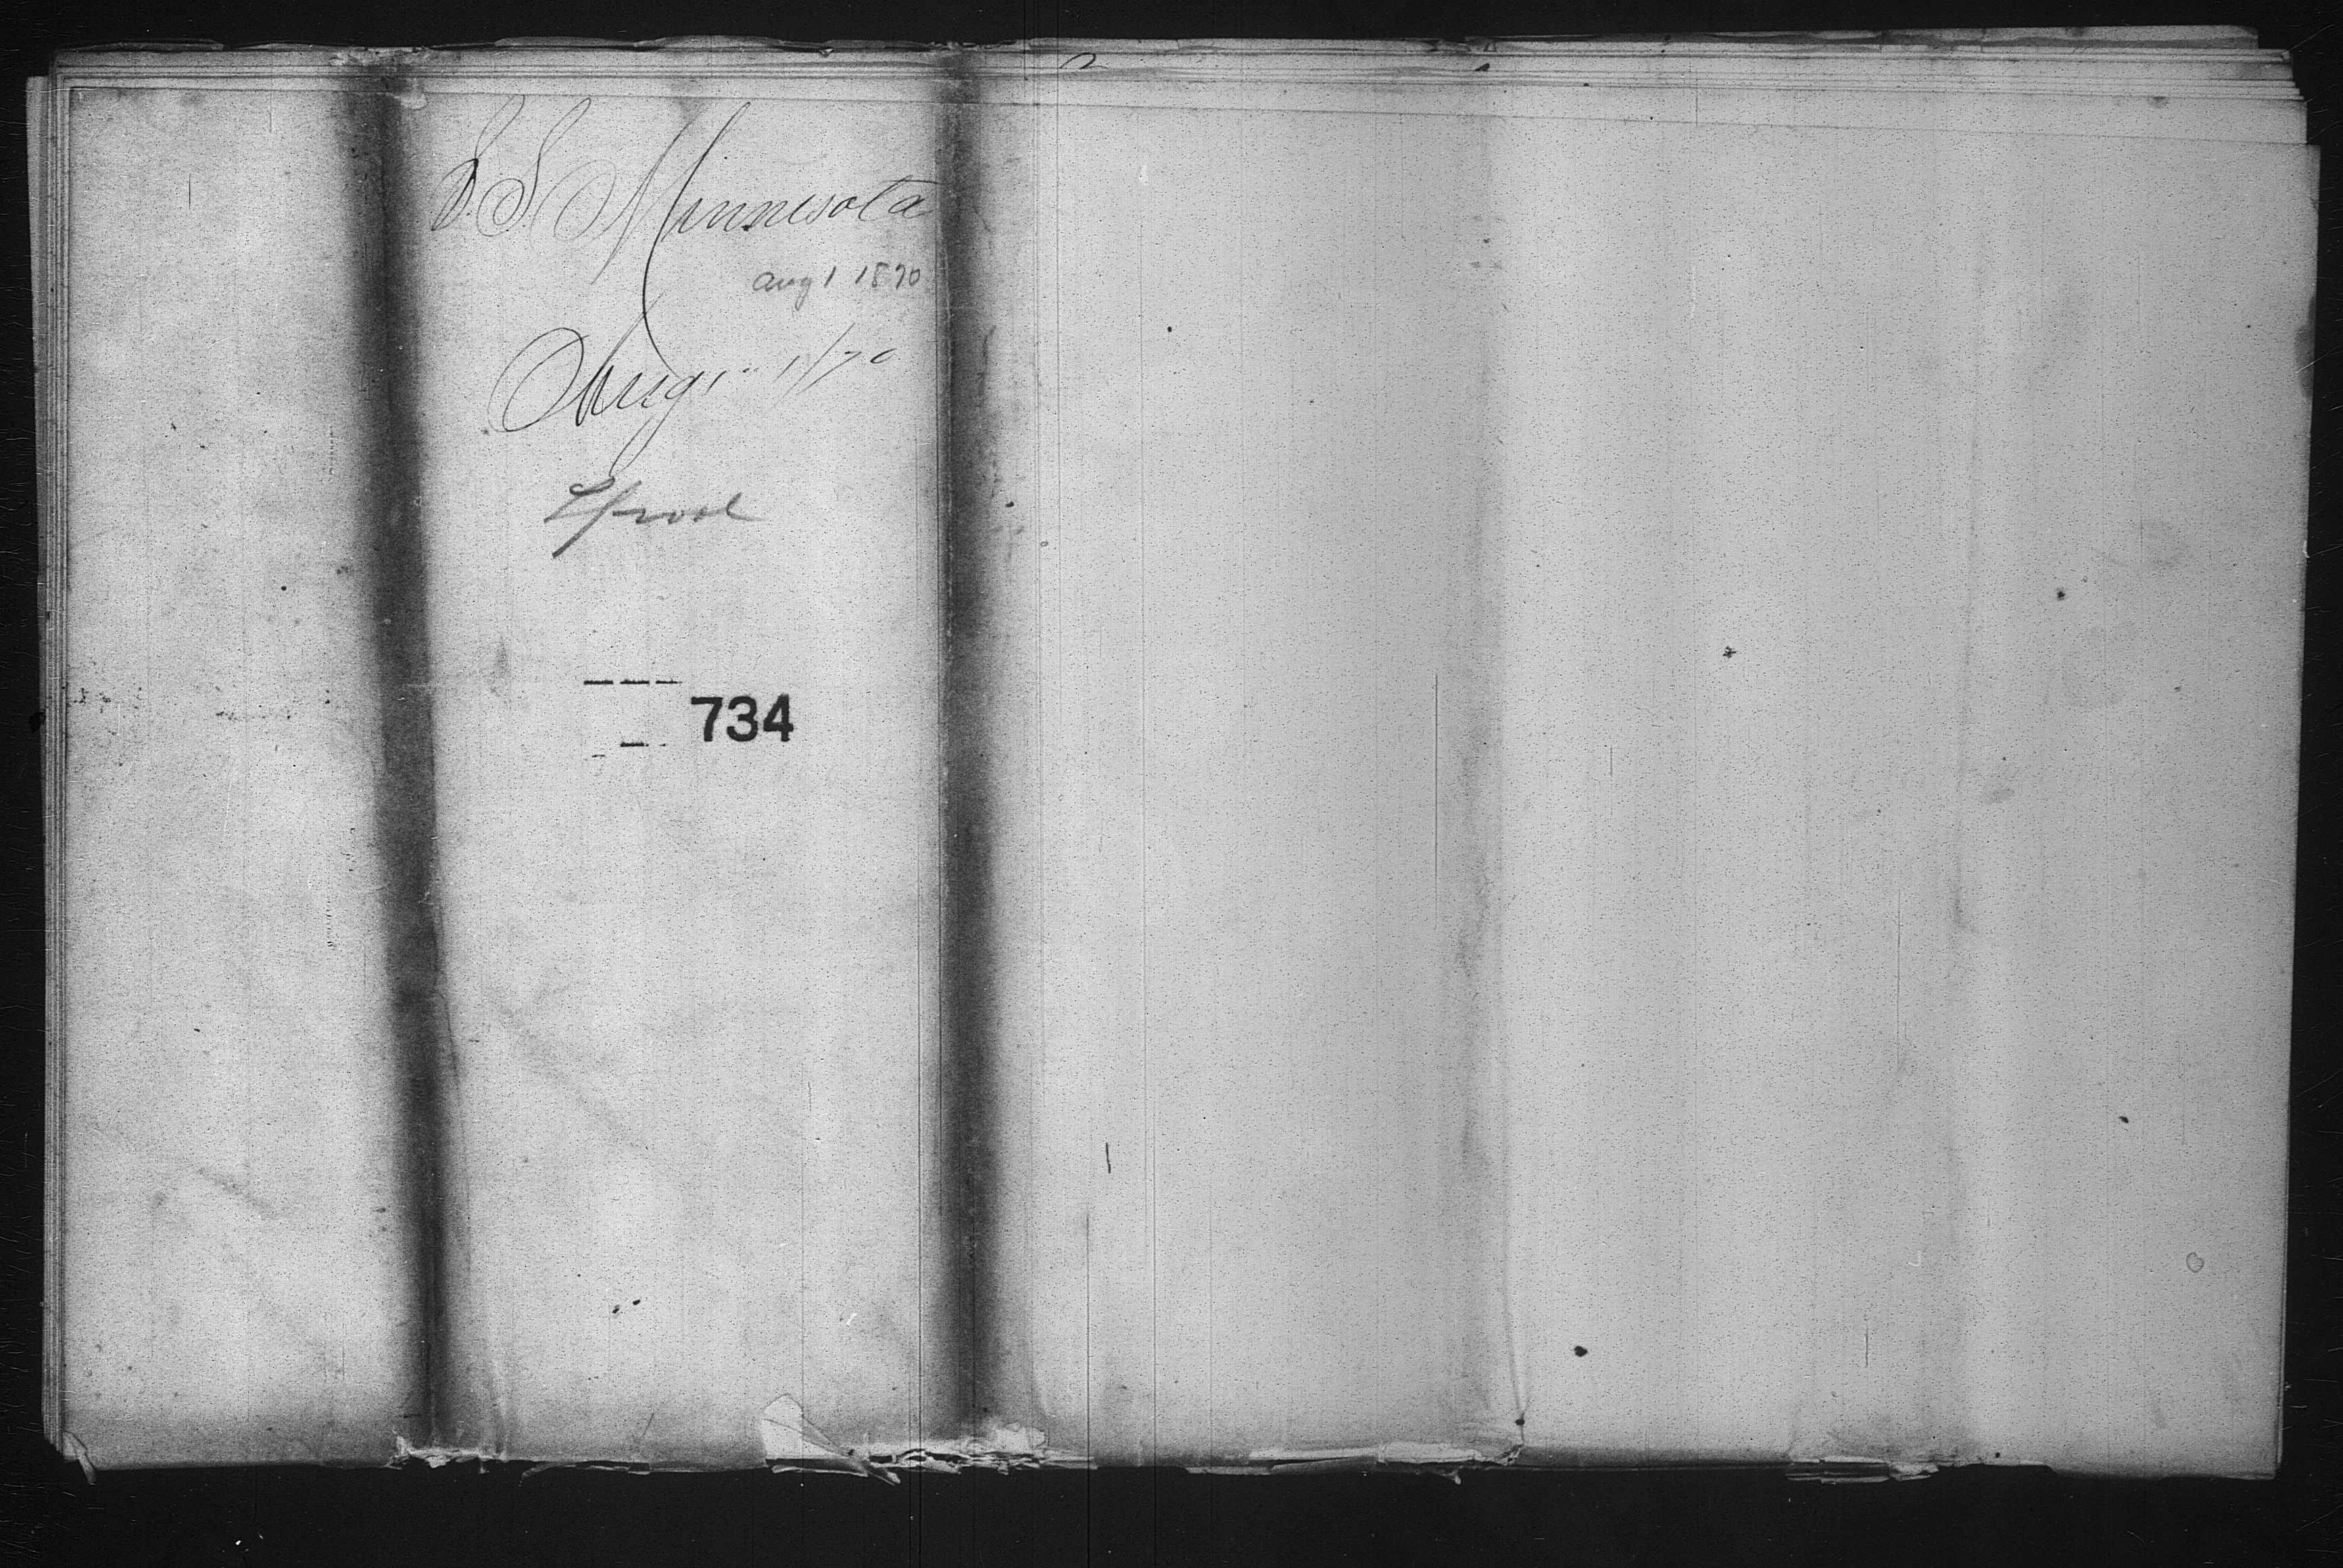 S.S. Minnesota
Aug 1 1870
Aug. 1/70
L'pool
734